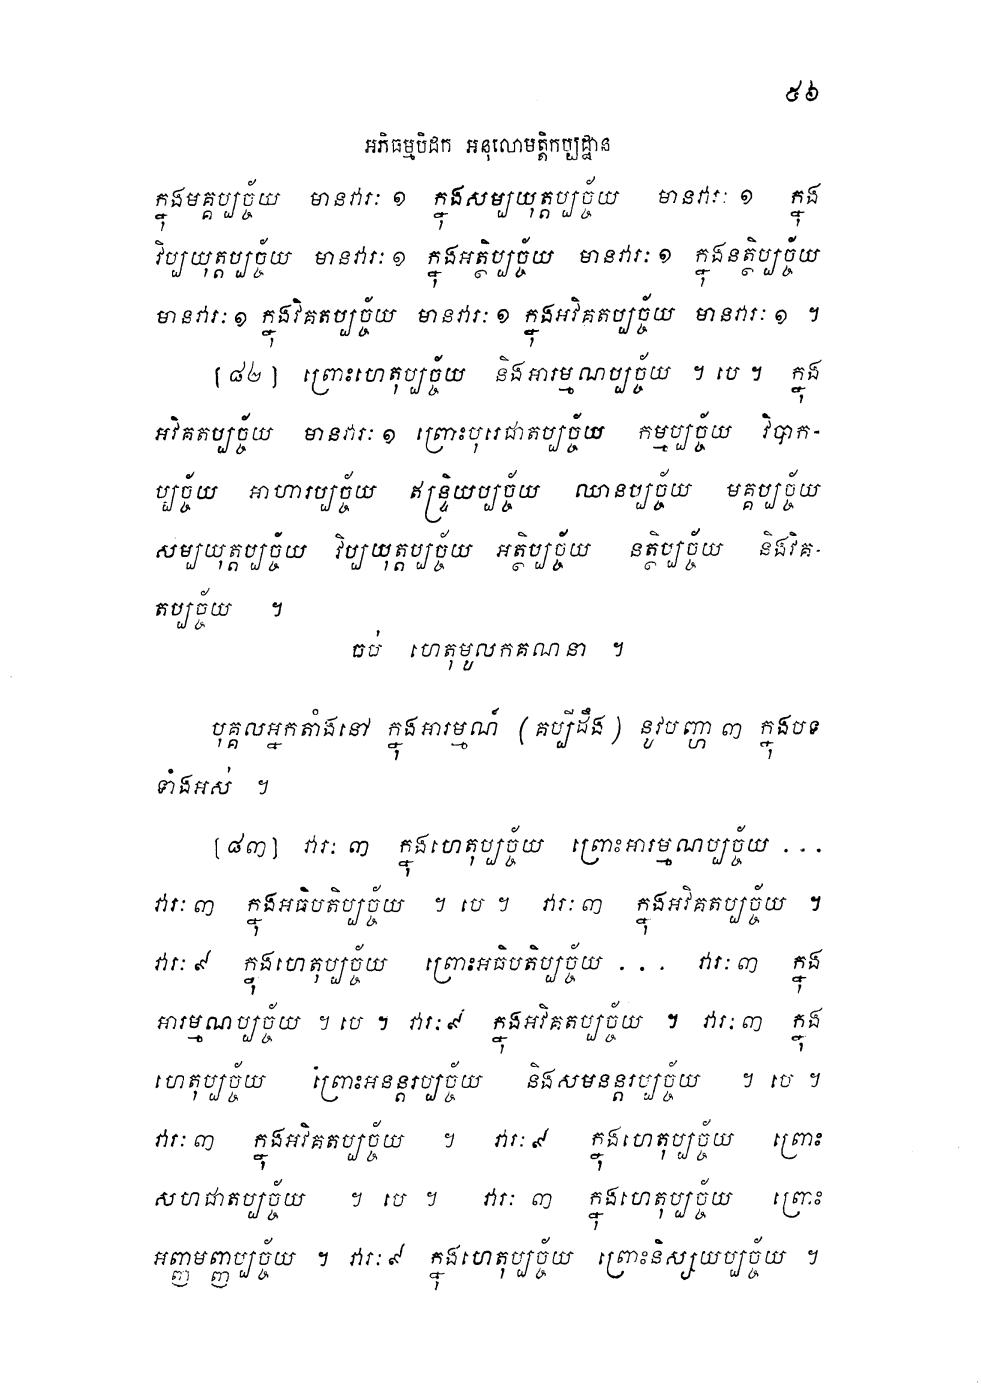 ៥៦
អភិធម្មបិដក អនុលោមត្តិកប្បដ្ឋាន
ក្នុងមគ្គប្បច្ច័យ មានវារៈ ១ ក្នុងសម្បយុត្តប្បច្ច័យ មានវារៈ ១ ក្នុង
វិប្បយុត្តប្បច្ច័យ មានវារៈ ១ ក្នុងអត្ថិប្បច្ច័យ មានវារៈ ១ ក្នុងនត្ថិប្បច្ច័យ
មានវារៈ ១ ក្នុងវិគតប្បច្ច័យ មានវារៈ ១ ក្នុងអវិគតប្បច្ច័យ មានវារៈ ១ ។
(៨២) ព្រោះហេតុប្បច្ច័យ និងអារម្មណប្បច្ច័យ ។ បេ ។ ក្នុង
អវិគតប្បច្ច័យ មានវារៈ ១ ព្រោះបុរេជាតប្បច្ច័យ កម្មប្បច្ច័យ វិបាក-
ប្បច្ច័យ អាហារប្បច្ច័យ ឥន្ទ្រិយប្បច្ច័យ ឈានប្បច្ច័យ មគ្គប្បច្ច័យ
សម្បយុត្តប្បច្ច័យ វិប្បយុត្តប្បច្ច័យ អត្ថិប្បច្ច័យ នត្ថិប្បច្ច័យ និងវិគ-
តប្បច្ច័យ ។
ចប់ ហេតុមូលកគណនា ។
បុគ្គលអ្នកតាំងនៅ ក្នុងអារម្មណ៍ (គប្បីដឹង) នូវបញ្ហា ៣ ក្នុងបទ
ទាំងអស់ ។
(៨៣) វារៈ ៣ ក្នុងហេតុប្បច្ច័យ ព្រោះអារម្មណប្បច្ច័យ ...
វារៈ ៣ ក្នុងអធិបតិប្បច្ច័យ ។ បេ ។ វារៈ ៣ ក្នុងអវិគតប្បច្ច័យ ។
វារៈ ៩ ក្នុងហេតុប្បច្ច័យ ព្រោះអធិបតិប្បច្ច័យ ... វារៈ ៣ ក្នុង
អារម្មណប្បច្ច័យ ។ បេ ។ វារៈ ៩ ក្នុងអវិគតប្បច្ច័យ ។ វារៈ ៣ ក្នុង
ហេតុប្បច្ច័យ ព្រោះអនន្តរប្បច្ច័យ និងសមនន្តរប្បច្ច័យ ។ បេ ។
វារៈ ៣ ក្នុងអវិគតប្បច្ច័យ ។ វារៈ ៩ ក្នុងហេតុប្បច្ច័យ ព្រោះ
សហជាតប្បច្ច័យ ។ បេ ។ វារៈ ៣ ក្នុងហេតុប្បច្ច័យ ព្រោះ
អញ្ញមញ្ញប្បច្ច័យ ។ វារៈ ៩ ក្នុងហេតុប្បច្ច័យ ព្រោះនិស្សយប្បច្ច័យ ។